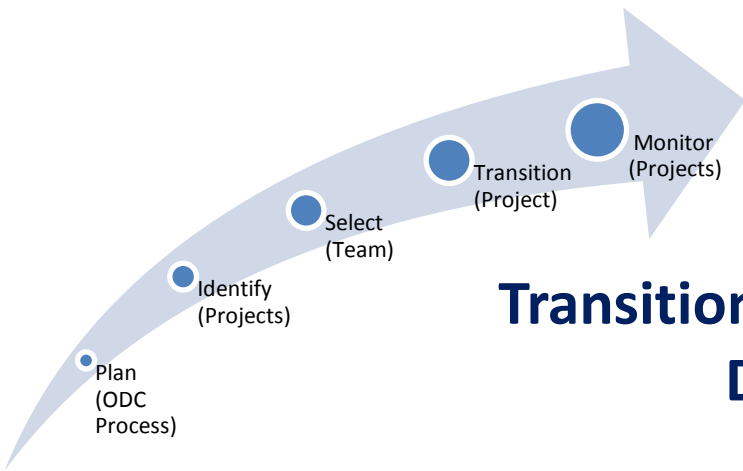 Plan
(ODC
Process)
Identify
(Projects)
Select
(Team)
Transition
(Project)
Monitor
(Projects)
Transition
D